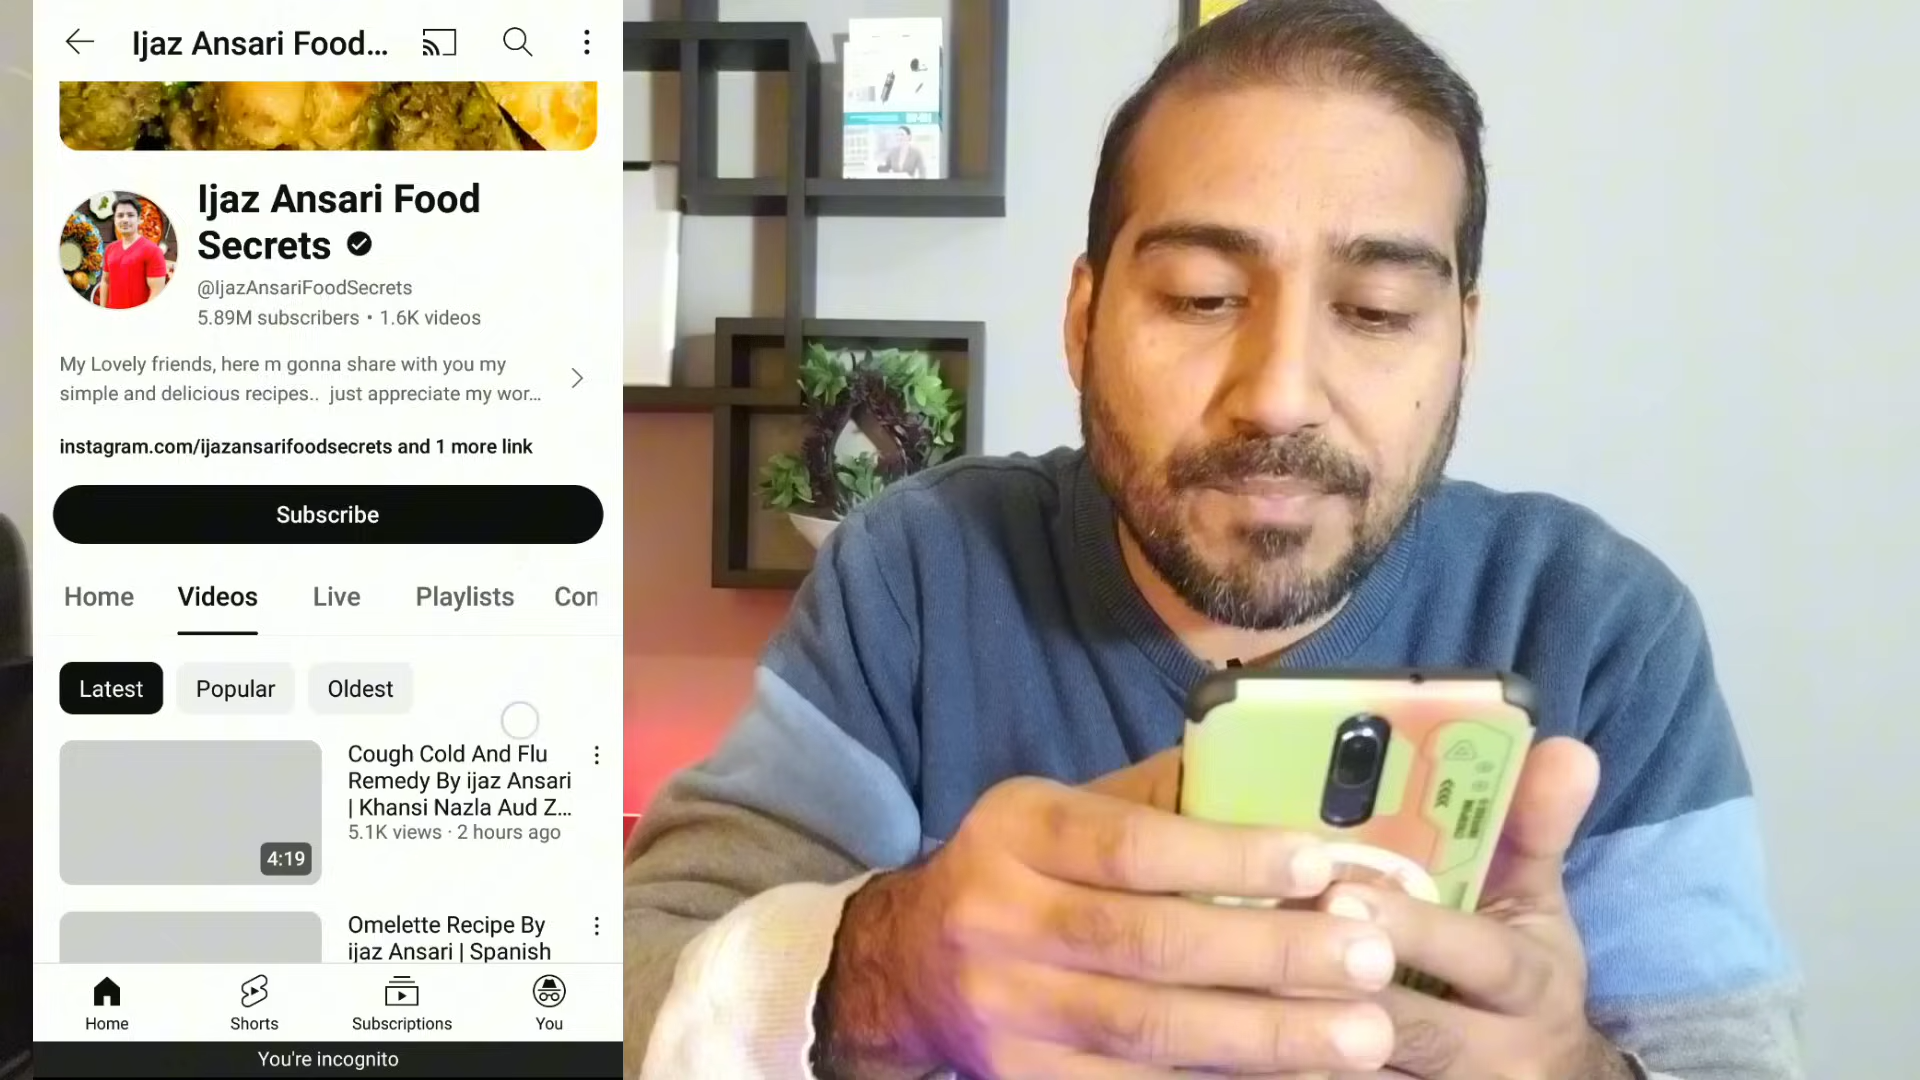 Ijaz Ansari Food...
Ijaz Ansari Food
Secrets
@IjazAnsariFoodSecrets
5.89M subscribers • 1.6K videos
My Lovely friends, here m gonna share with you my
simple and delicious recipes.. just appreciate my wor...
instagram.com/ijazansarifoodsecrets and 1 more link
Subscribe
Home Videos Live Playlists Con
Latest Popular Oldest
Cough Cold And Flu
Remedy By ijaz Ansari
| Khansi Nazla Aud Z...
5.1K views · 2 hours ago
4:19
Omelette Recipe By
ijaz Ansari | Spanish
Home Shorts Subscriptions You
You're incognito